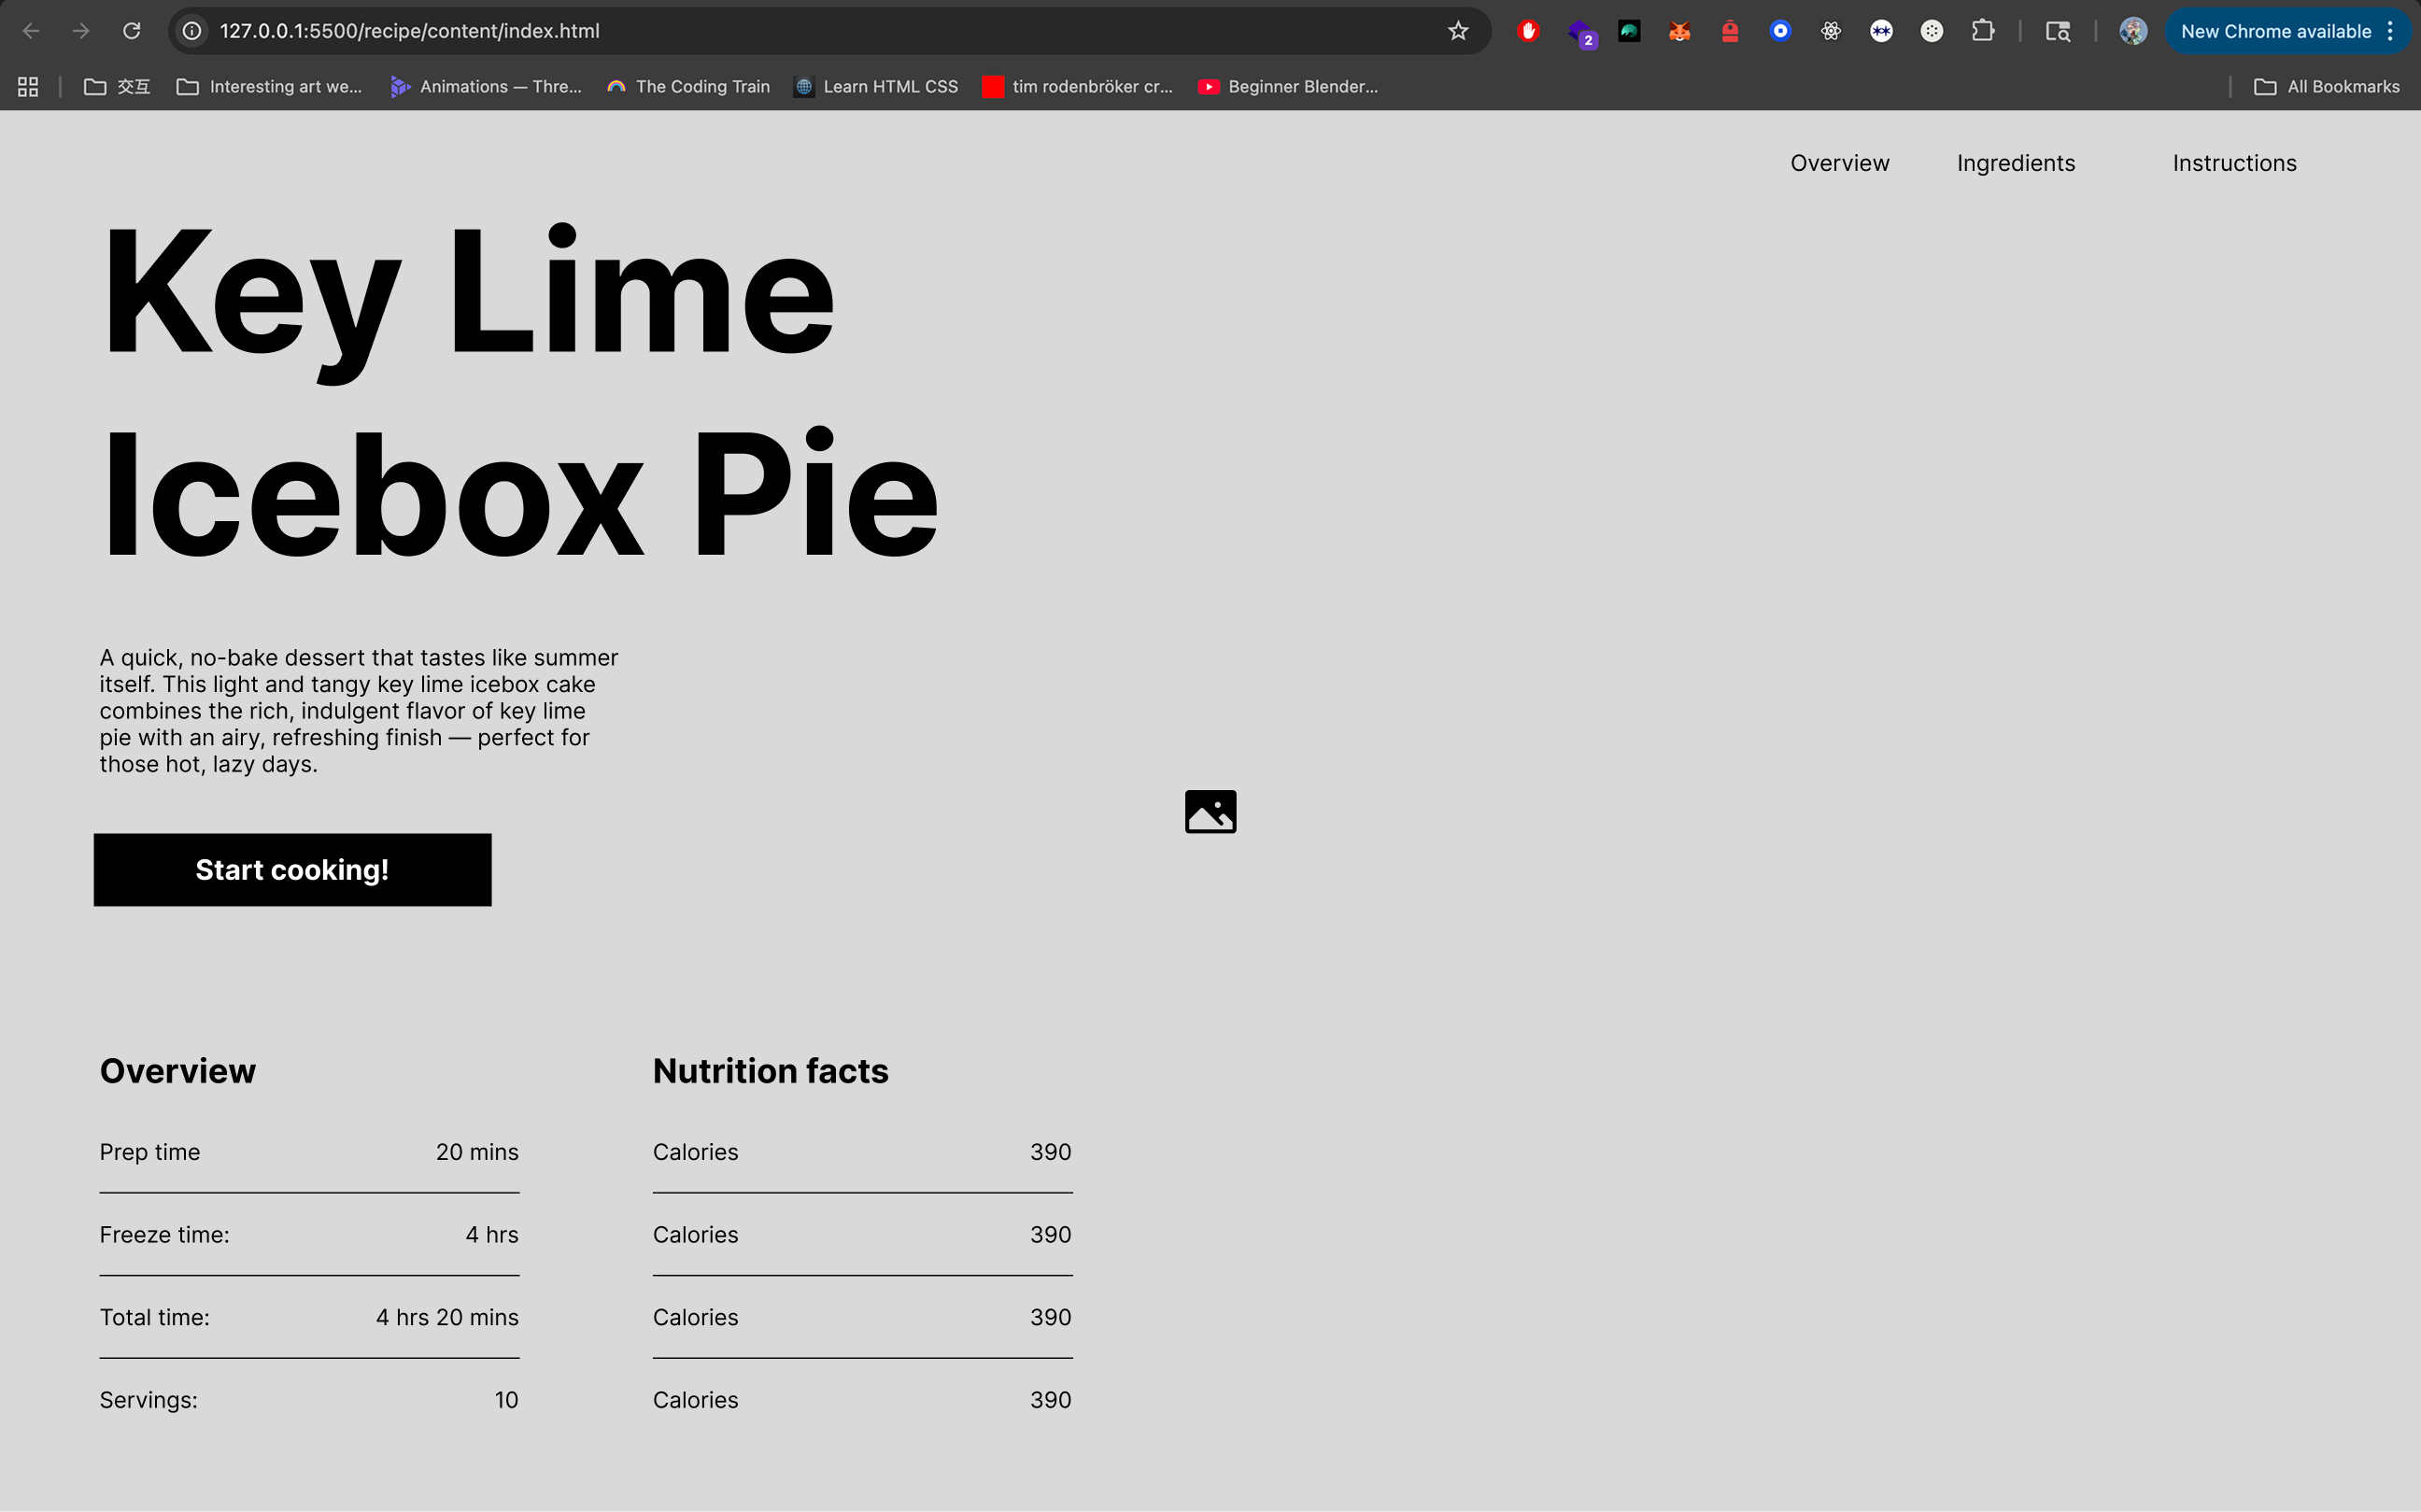 127.0.0.1:5500/recipe/content/index.html
2
New Chrome available
交互
Interesting art we...
Animations — Thre...
The Coding Train
Learn HTML CSS
tim rodenbröker cr...
Beginner Blender...
All Bookmarks
Overview
Ingredients
Instructions
Key Lime
Icebox Pie
A quick, no-bake dessert that tastes like summer
itself. This light and tangy key lime icebox cake
combines the rich, indulgent flavor of key lime
pie with an airy, refreshing finish — perfect for
those hot, lazy days.
Start cooking!
Overview
Prep time 20 mins
Freeze time: 4 hrs
Total time: 4 hrs 20 mins
Servings: 10
Nutrition facts
Calories 390
Calories 390
Calories 390
Calories 390